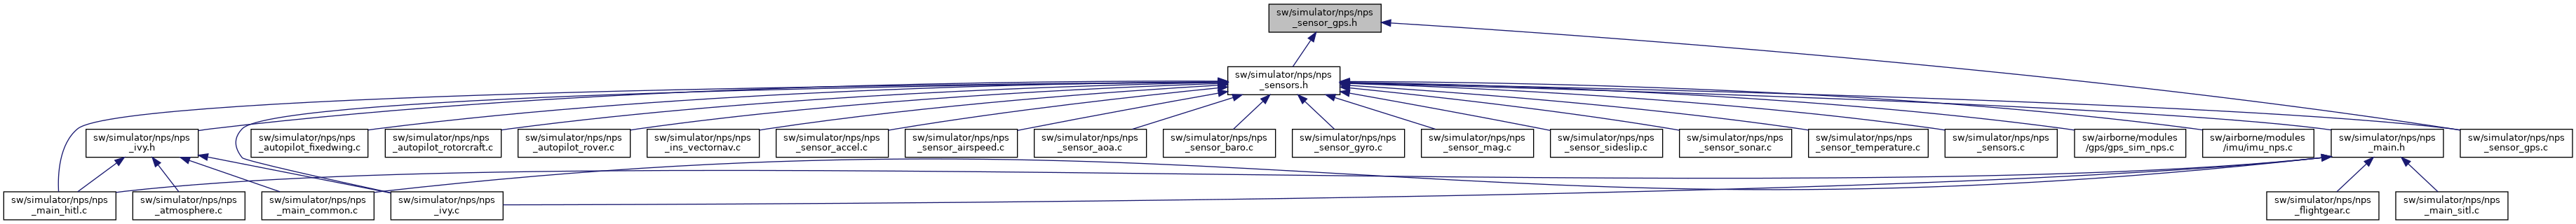 sw/simulator/nps/nps
_sensor_gps.h
sw/simulator/nps/nps
_sensors.h
sw/simulator/nps/nps
_ivy.h
sw/simulator/nps/nps
_autopilot_fixedwing.c
sw/simulator/nps/nps
_autopilot_rotorcraft.c
sw/simulator/nps/nps
_autopilot_rover.c
sw/simulator/nps/nps
_ins_vectornav.c
sw/simulator/nps/nps
_sensor_accel.c
sw/simulator/nps/nps
_sensor_airspeed.c
sw/simulator/nps/nps
_sensor_aoa.c
sw/simulator/nps/nps
_sensor_baro.c
sw/simulator/nps/nps
_sensor_gyro.c
sw/simulator/nps/nps
_sensor_mag.c
sw/simulator/nps/nps
_sensor_sideslip.c
sw/simulator/nps/nps
_sensor_sonar.c
sw/simulator/nps/nps
_sensor_temperature.c
sw/simulator/nps/nps
_sensors.c
sw/airborne/modules
/gps/gps_sim_nps.c
sw/airborne/modules
/imu/imu_nps.c
sw/simulator/nps/nps
_main.h
sw/simulator/nps/nps
_sensor_gps.c
sw/simulator/nps/nps
_main_hitl.c
sw/simulator/nps/nps
_atmosphere.c
sw/simulator/nps/nps
_main_common.c
sw/simulator/nps/nps
_ivy.c
sw/simulator/nps/nps
_flightgear.c
sw/simulator/nps/nps
_main_sitl.c